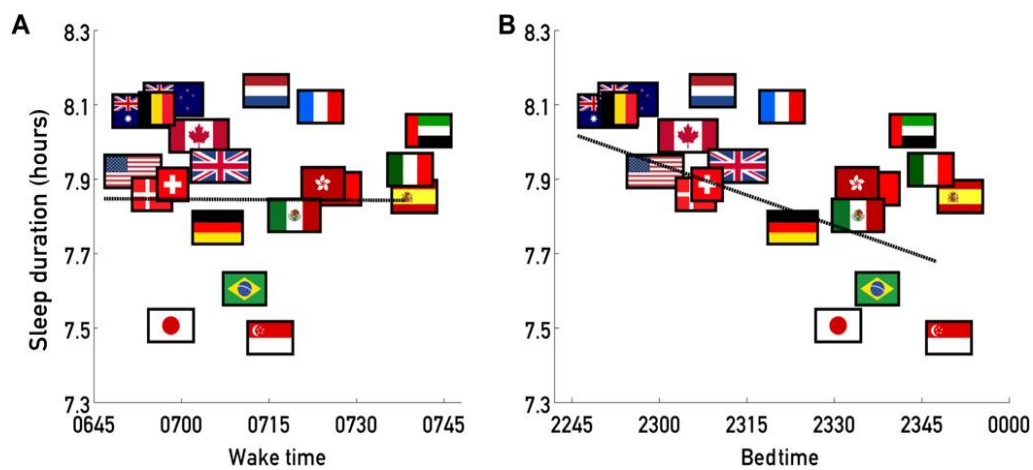 A
B
Sleep duration (hours)
8.3
8.1
7.9
7.7
7.5
7.3
0645 0700 0715 0730 0745
Wake time
8.3
8.1
7.9
7.7
7.5
7.3
2245 2300 2315 2330 2345 0000
Bedtime